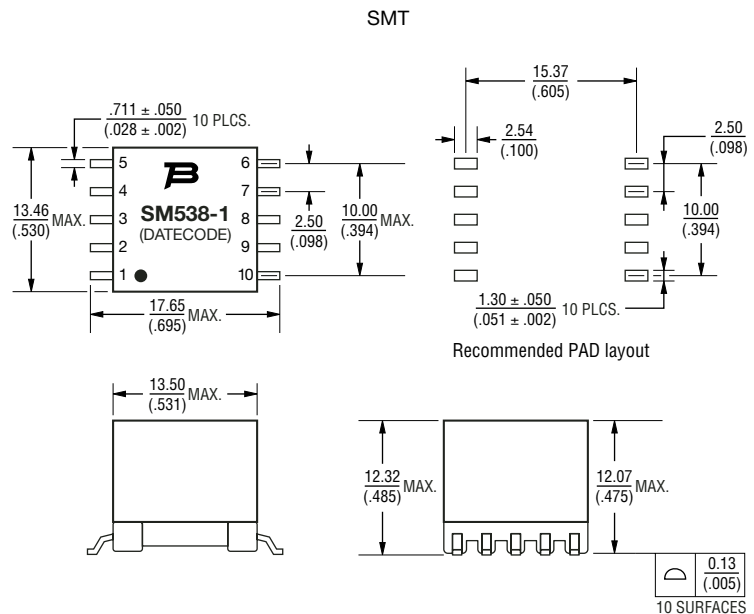 SMT
.711 ± .050
(.028 ± .002)
10 PLCS.
5
4
3
2
1
6
7
8
9
10
SM538-1
(DATECODE)
13.46
(.530)
MAX.
2.50
(.098)
10.00
(.394)
MAX.
17.65
(.695)
MAX.
15.37
(.605)
2.54
(.100)
2.50
(.098)
10.00
(.394)
1.30 ± .050
(.051 ± .002)
10 PLCS.
Recommended PAD layout
13.50
(.531)
MAX.
12.32
(.485)
MAX.
12.07
(.475)
MAX.
0.13
(.005)
10 SURFACES